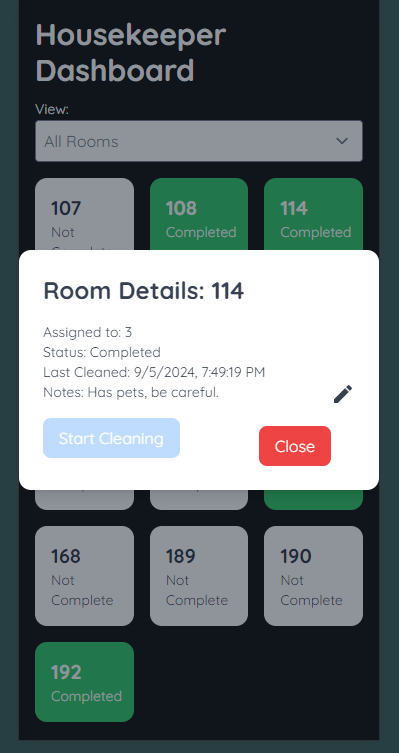 Housekeeper
Dashboard
View:
All Rooms
107
Not
108
Completed
114
Completed
Room Details: 114
Assigned to: 3
Status: Completed
Last Cleaned: 9/5/2024, 7:49:19 PM
Notes: Has pets, be careful.
Start Cleaning
Close
168
Not
Complete
189
Not
Complete
190
Not
Complete
192
Completed